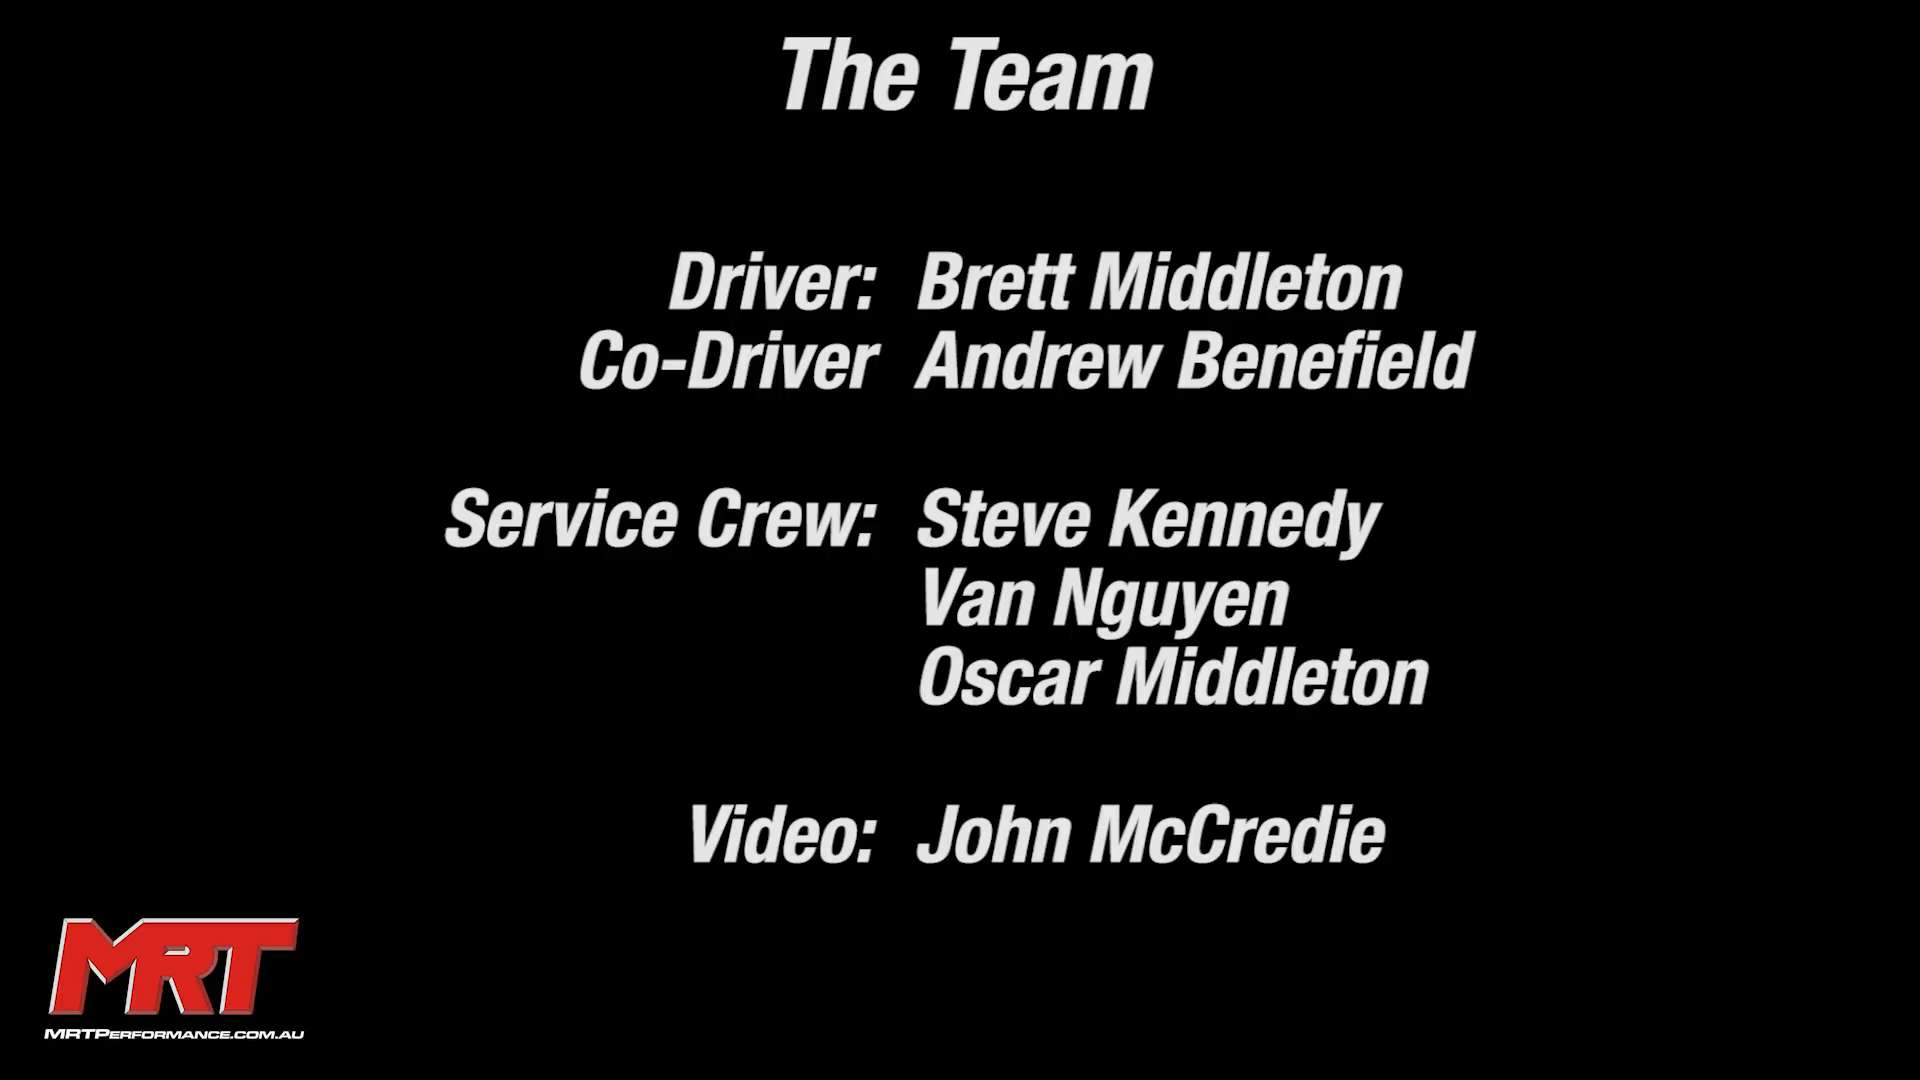 The Team
Driver: Brett Middleton
Co-Driver Andrew Benefield
Service Crew: Steve Kennedy
Van Nguyen
Oscar Middleton
Video: John McCredie
MRT
MRTPERFORMANCE.COM.AU